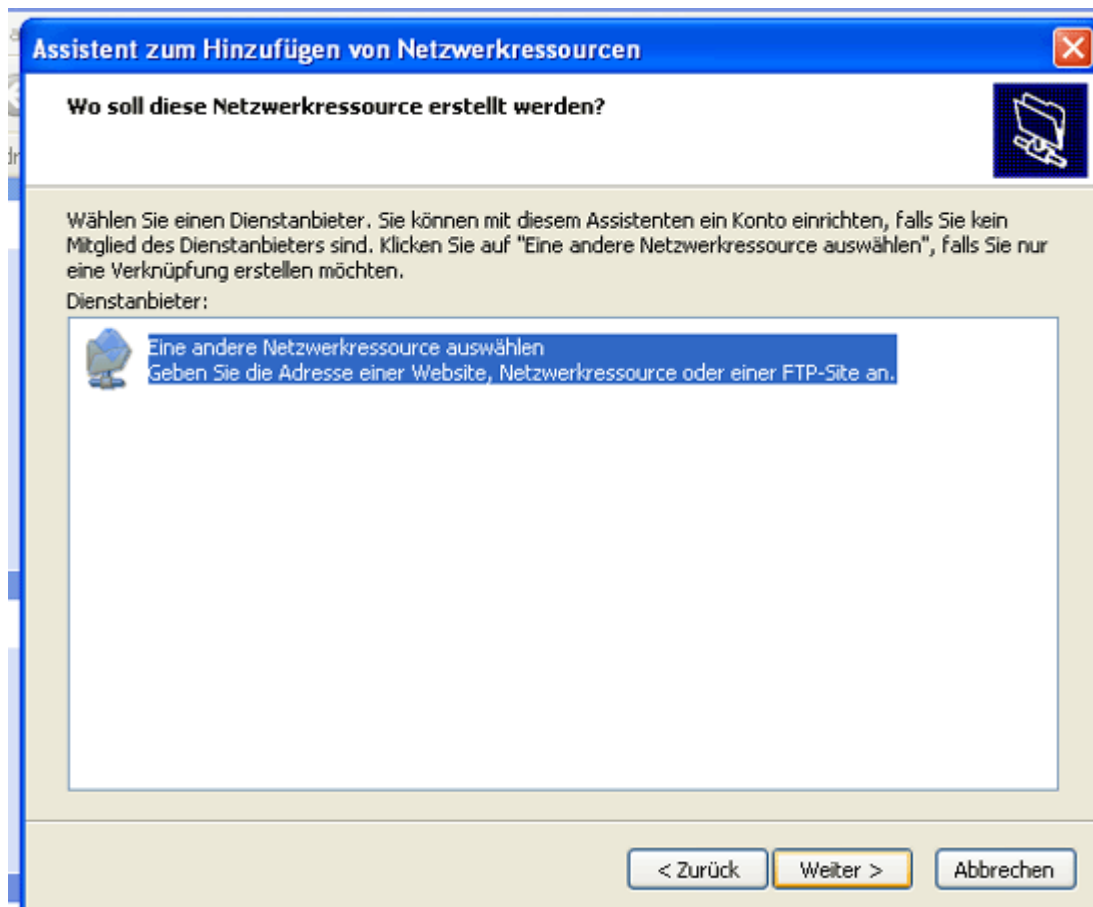 Assistent zum Hinzufügen von Netzwerkressourcen
Wo soll diese Netzwerkressource erstellt werden?
Wählen Sie einen Dienstanbieter. Sie können mit diesem Assistenten ein Konto einrichten, falls Sie kein
Mitglied des Dienstanbieters sind. Klicken Sie auf "Eine andere Netzwerkressource auswählen", falls Sie nur
eine Verknüpfung erstellen möchten.
Dienstanbieter:
Eine andere Netzwerkressource auswählen
Geben Sie die Adresse einer Website, Netzwerkressource oder einer FTP-Site an.
< Zurück
Weiter >
Abbrechen